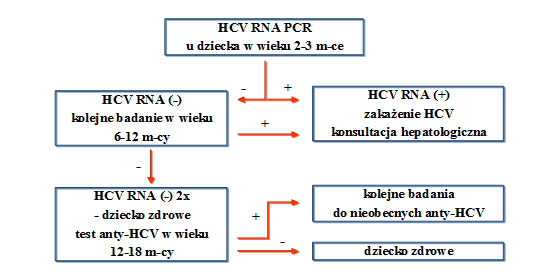 HCV RNA PCR
u dziecka w wieku 2-3 m-ce
-
+
HCV RNA (-)
kolejne badanie w wieku
6-12 m-cy
HCV RNA (+)
zakażenie HCV
konsultacja hepatologiczna
+
-
HCV RNA (-) 2x
- dziecko zdrowe
test anty-HCV w wieku
12-18 m-cy
+
kolejne badania
do nieobecnych anty-HCV
-
dziecko zdrowe